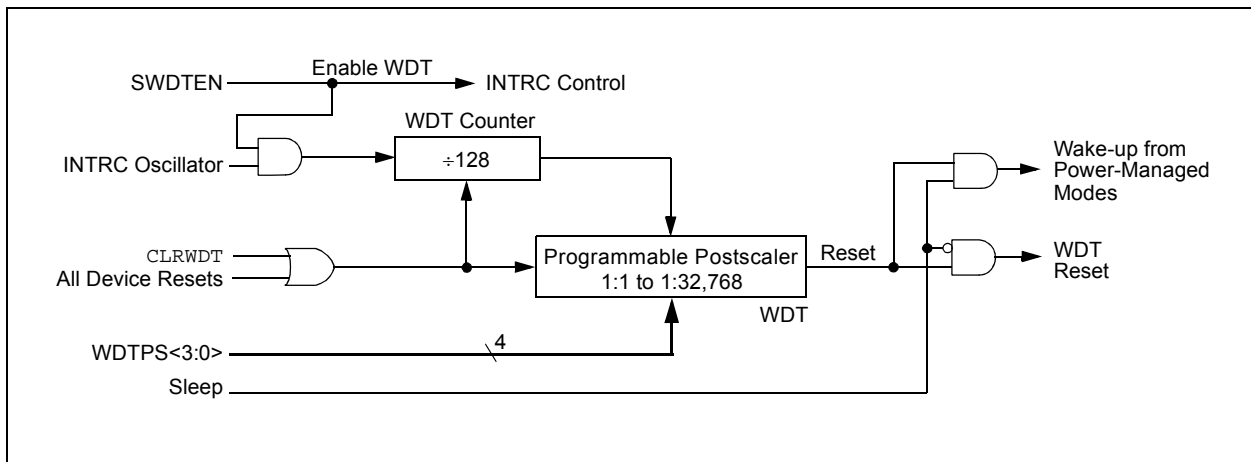 Enable WDT
SWDTEN
INTRC Control
WDT Counter
INTRC Oscillator
÷128
Wake-up from
Power-Managed
Modes
CLRWDT
All Device Resets
Programmable Postscaler
1:1 to 1:32,768
Reset
WDT
Reset
WDT
4
WDTPS<3:0>
Sleep